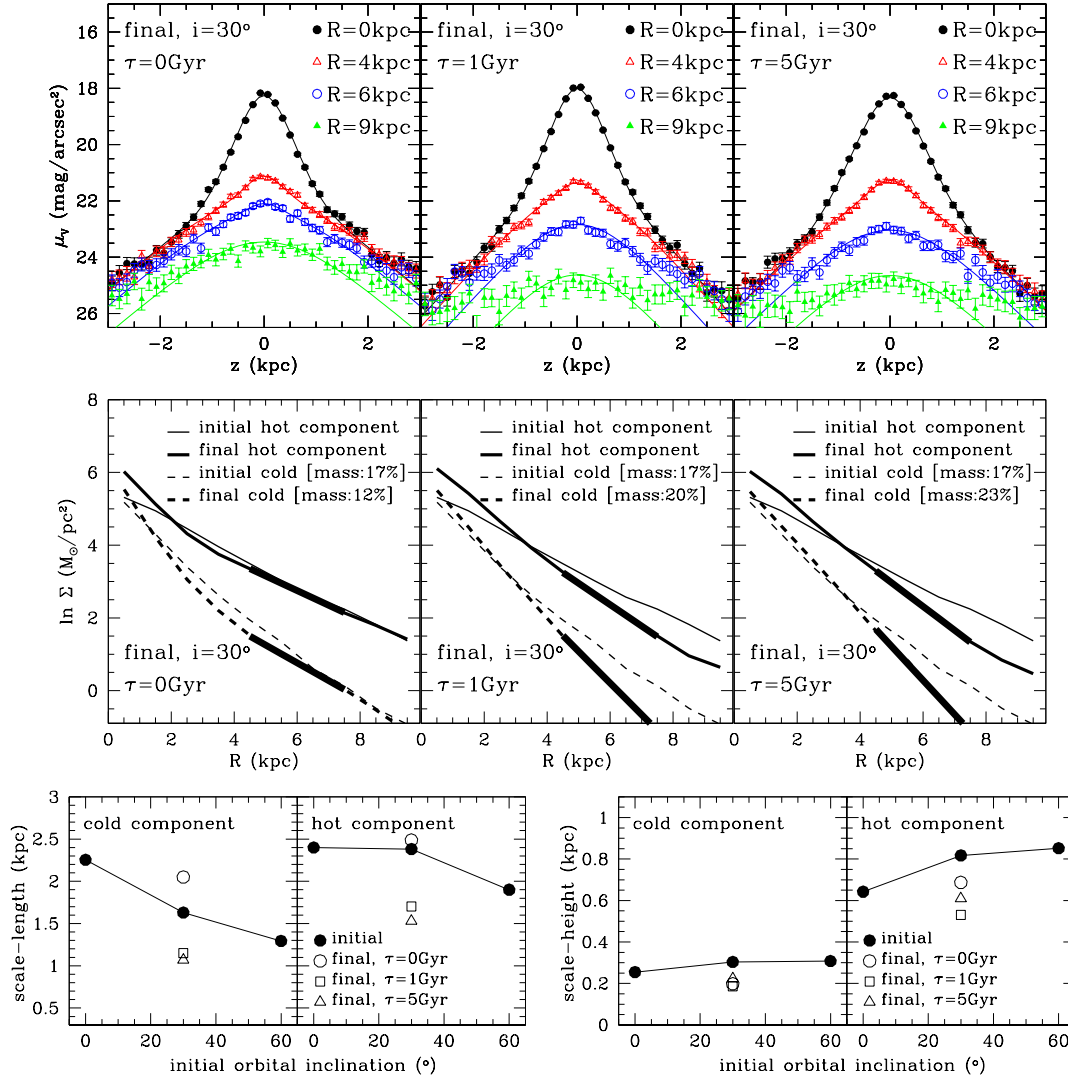 final, i=30° R=0kpc
τ=0Gyr R=4kpc
R=6kpc
R=9kpc
final, i=30° R=0kpc
τ=1Gyr R=4kpc
R=6kpc
R=9kpc
final, i=30° R=0kpc
τ=5Gyr R=4kpc
R=6kpc
R=9kpc
16
18
20
22
24
26
μᵥ (mag/arcsec²)
−2 0 2
−2 0 2
−2 0 2
z (kpc)
z (kpc)
z (kpc)
8
6
4
2
0
ln Σ (M⊙/pc²)
initial hot component
final hot component
initial cold [mass:17%]
final cold [mass:12%]
final, i=30°
τ=0Gyr
initial hot component
final hot component
initial cold [mass:17%]
final cold [mass:20%]
final, i=30°
τ=1Gyr
initial hot component
final hot component
initial cold [mass:17%]
final cold [mass:23%]
final, i=30°
τ=5Gyr
0 2 4 6 8
0 2 4 6 8
0 2 4 6 8
R (kpc)
R (kpc)
R (kpc)
3
2.5
2
1.5
1
0.5
scale−length (kpc)
cold component
hot component
initial
final, τ=0Gyr
final, τ=1Gyr
final, τ=5Gyr
0 20 40 60
0 20 40 60
initial orbital inclination (°)
1
0.8
0.6
0.4
0.2
0
scale−height (kpc)
cold component
hot component
initial
final, τ=0Gyr
final, τ=1Gyr
final, τ=5Gyr
0 20 40 60
0 20 40 60
initial orbital inclination (°)